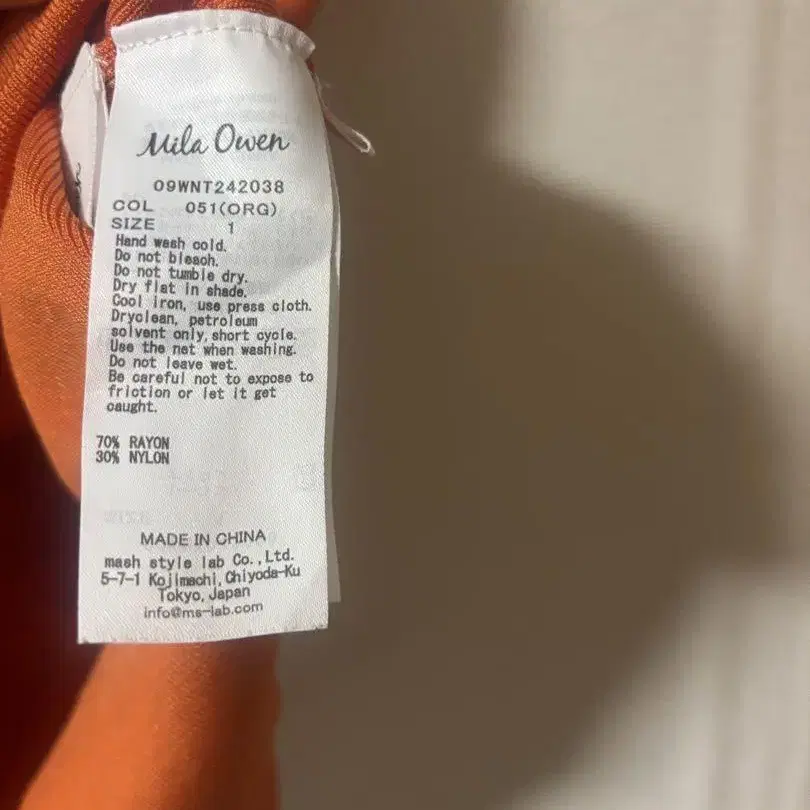 Mila Owen
09WNT242038
COL 051(ORG)
SIZE 1
Hand wash cold.
Do not bleach.
Do not tumble dry.
Dry flat in shade.
Cool iron, use press cloth.
Dryclean, petroleum
solvent only, short cycle.
Use the net when washing.
Do not leave wet.
Be careful not to expose to
friction or let it get
caught.
70% RAYON
30% NYLON
MADE IN CHINA
mash style lab Co., Ltd.
5-7-1 Kojimachi, Chiyoda-Ku
Tokyo, Japan
info@ms-lab.com